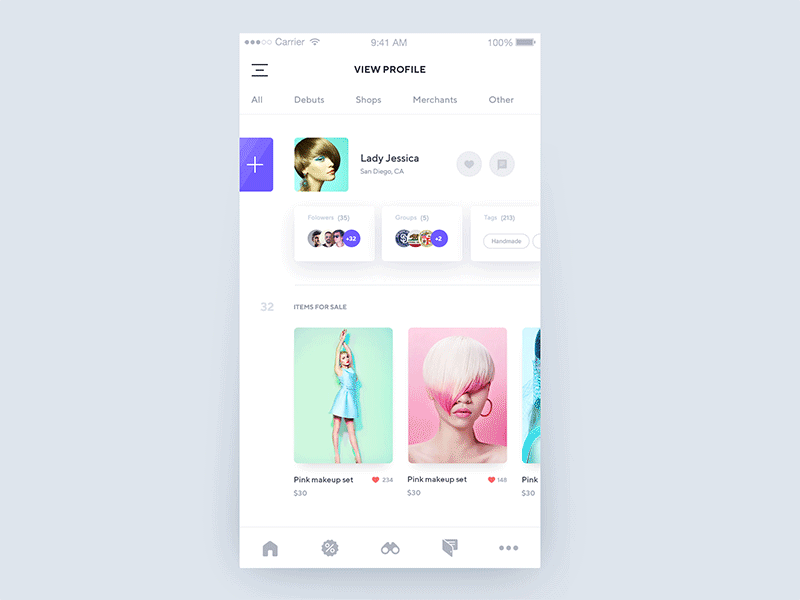 Carrier 9:41 AM 100%
VIEW PROFILE
All Debuts Shops Merchants Other
Lady Jessica
San Diego, CA
Followers (35) Groups (5) Tags (213)
+32 +2 Handmade
32 ITEMS FOR SALE
Pink makeup set 234 Pink makeup set 148 Pink
$30 $30 $30
%